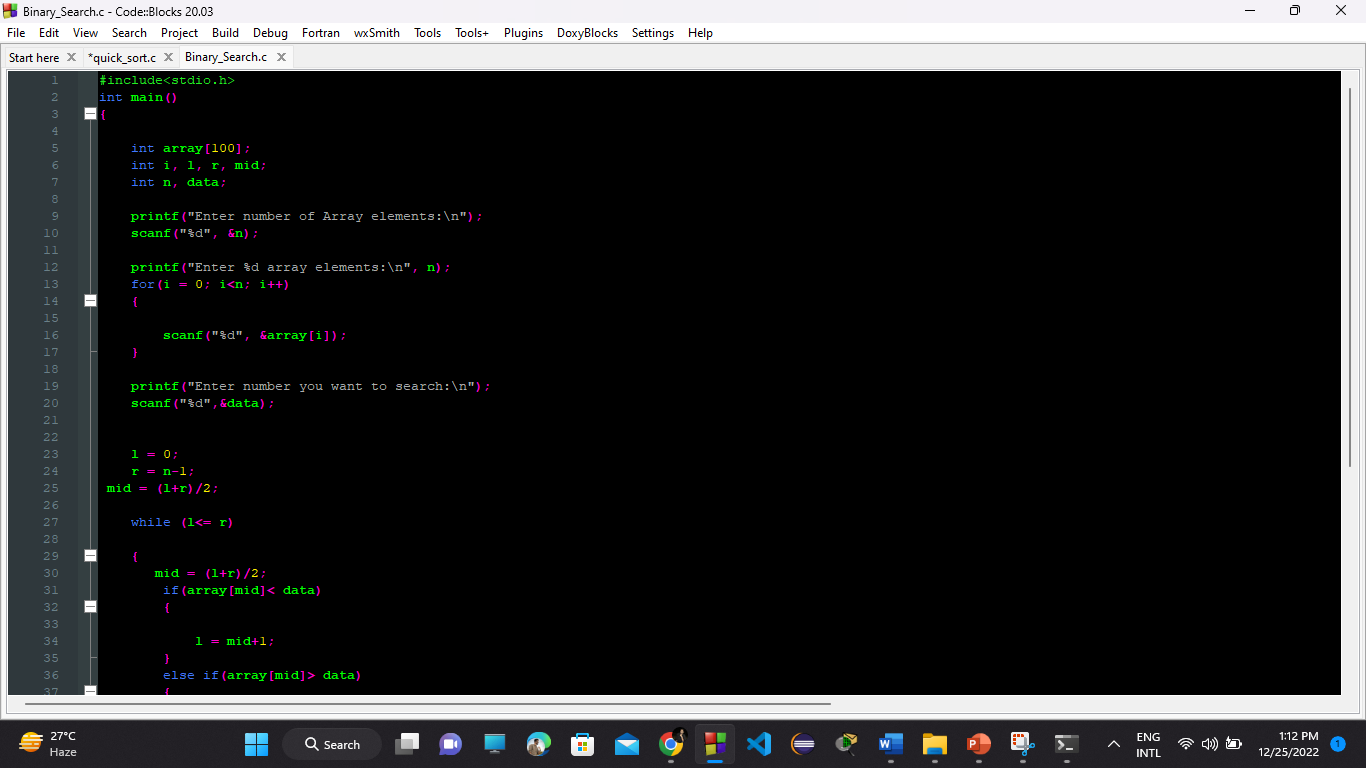 Binary_Search.c - Code::Blocks 20.03
File Edit View Search Project Build Debug Fortran wxSmith Tools Tools+ Plugins DoxyBlocks Settings Help
Start here *quick_sort.c Binary_Search.c
1 #include<stdio.h>
2 int main()
3 {
4
5 int array[100];
6 int i, l, r, mid;
7 int n, data;
8
9 printf("Enter number of Array elements:\n");
10 scanf("%d", &n);
11
12 printf("Enter %d array elements:\n", n);
13 for(i = 0; i<n; i++)
14 {
15
16 scanf("%d", &array[i]);
17 }
18
19 printf("Enter number you want to search:\n");
20 scanf("%d",&data);
21
22
23 l = 0;
24 r = n-1;
25 mid = (l+r)/2;
26
27 while (l<= r)
28
29 {
30 mid = (l+r)/2;
31 if(array[mid]< data)
32 {
33
34 l = mid+1;
35 }
36 else if(array[mid]> data)
37 {
27°C
Haze
Search
ENG
INTL
1:12 PM
12/25/2022
1